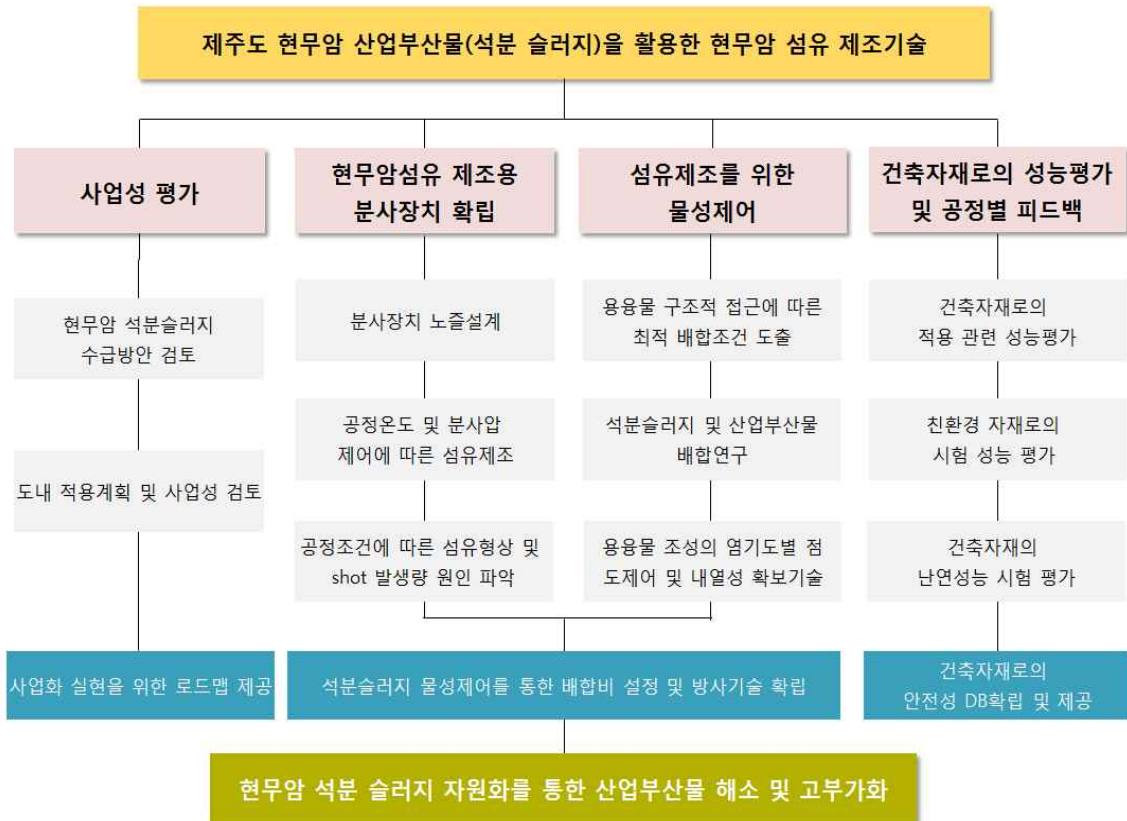 제주도 현무암 산업부산물(석분 슬러지)을 활용한 현무암 섬유 제조기술
사업성 평가
현무암 석분슬러지
수급방안 검토
도내 적용계획 및 사업성 검토
사업화 실현을 위한 로드맵 제공
현무암섬유 제조용
분사장치 확립
분사장치 노즐설계
공정온도 및 분사압
제어에 따른 섬유제조
공정조건에 따른 섬유형상 및
shot 발생량 원인 파악
섬유제조를 위한
물성제어
용융물 구조적 접근에 따른
최적 배합조건 도출
석분슬러지 및 산업부산물
배합연구
용융물 조성의 염기도별 점
도제어 및 내열성 확보기술
석분슬러지 물성제어를 통한 배합비 설정 및 방사기술 확립
건축자재로의 성능평가
및 공정별 피드백
건축자재로의
적용 관련 성능평가
친환경 자재로의
시험 성능 평가
건축자재의
난연성능 시험 평가
건축자재로의
안전성 DB확립 및 제공
현무암 석분 슬러지 자원화를 통한 산업부산물 해소 및 고부가화